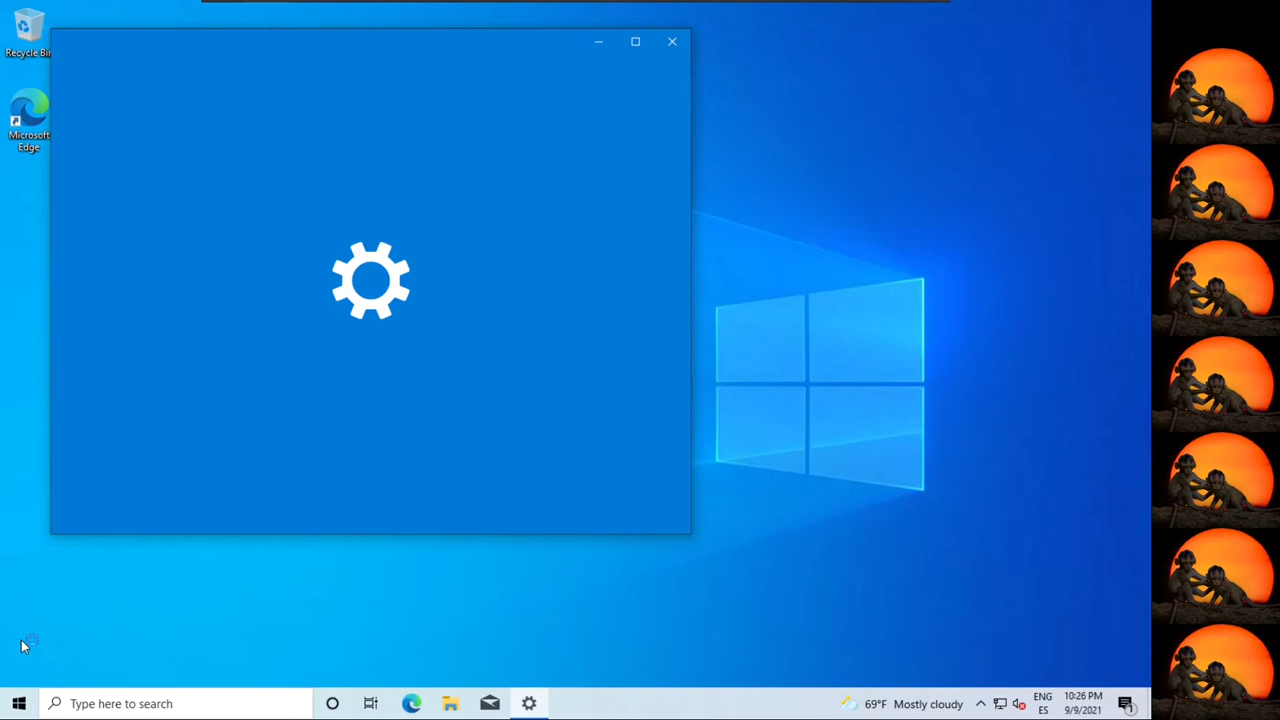 Recycle Bin
Microsoft
Edge
Type here to search
69°F Mostly cloudy
ENG
ES
10:26 PM
9/9/2021
1